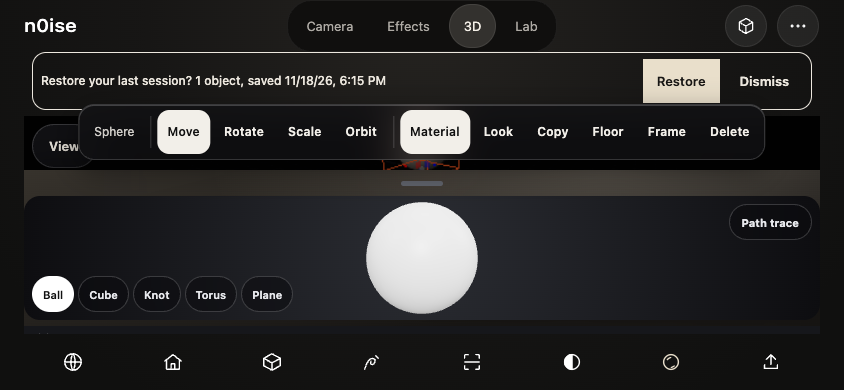 n0ise
Camera Effects 3D Lab
Restore your last session? 1 object, saved 11/18/26, 6:15 PM Restore Dismiss
View
Sphere Move Rotate Scale Orbit Material Look Copy Floor Frame Delete
Path trace
Ball Cube Knot Torus Plane